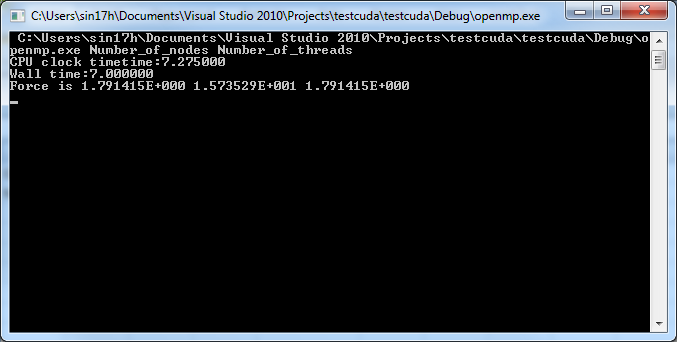 C:\Users\sin17h\Documents\Visual Studio 2010\Projects\testcuda\testcuda\Debug\openmp.exe
C:\Users\sin17h\Documents\Visual Studio 2010\Projects\testcuda\testcuda\Debug\o
penmp.exe Number_of_nodes Number_of_threads
CPU clock timetime:7.275000
Wall time:7.000000
Force is 1.791415E+000 1.573529E+001 1.791415E+000